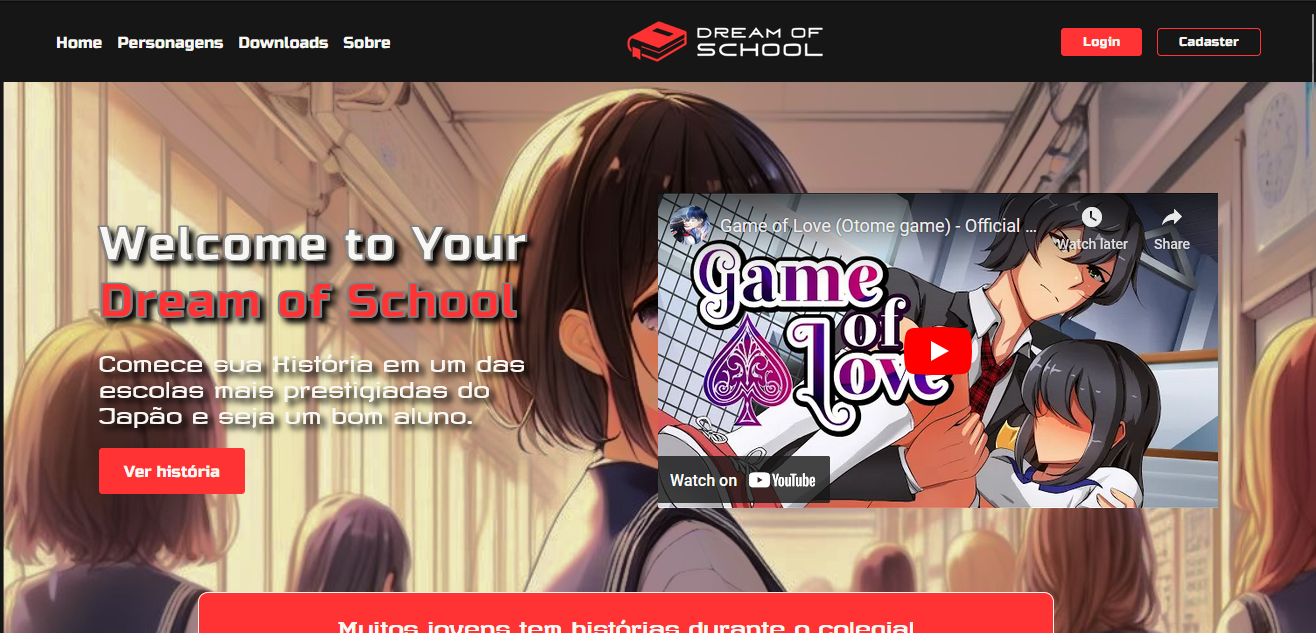 Home Personagens Downloads Sobre
DREAM OF
SCHOOL
Login
Cadaster
Welcome to Your
Dream of School
Comece sua História em um das
escolas mais prestigiadas do
Japão e seja um bom aluno.
Ver história
Game of Love (Otome game) - Official ...
Watch later
Share
Game
of
Love
Watch on YouTube
Muitos jovens tem histórias durante o colegial